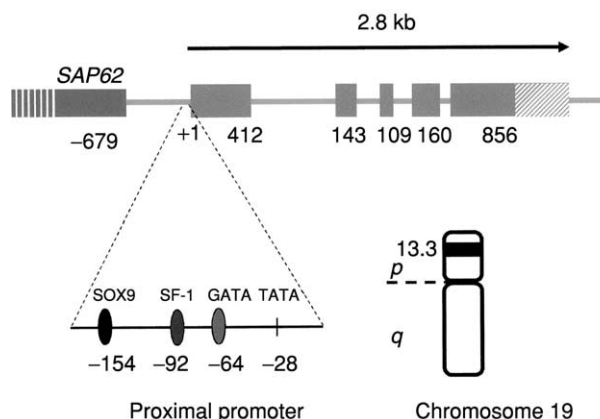 2.8 kb
SAP62
−679
+1
412
143
109
160
856
13.3
p
q
SOX9
SF-1
GATA
TATA
−154
−92
−64
−28
Proximal promoter
Chromosome 19